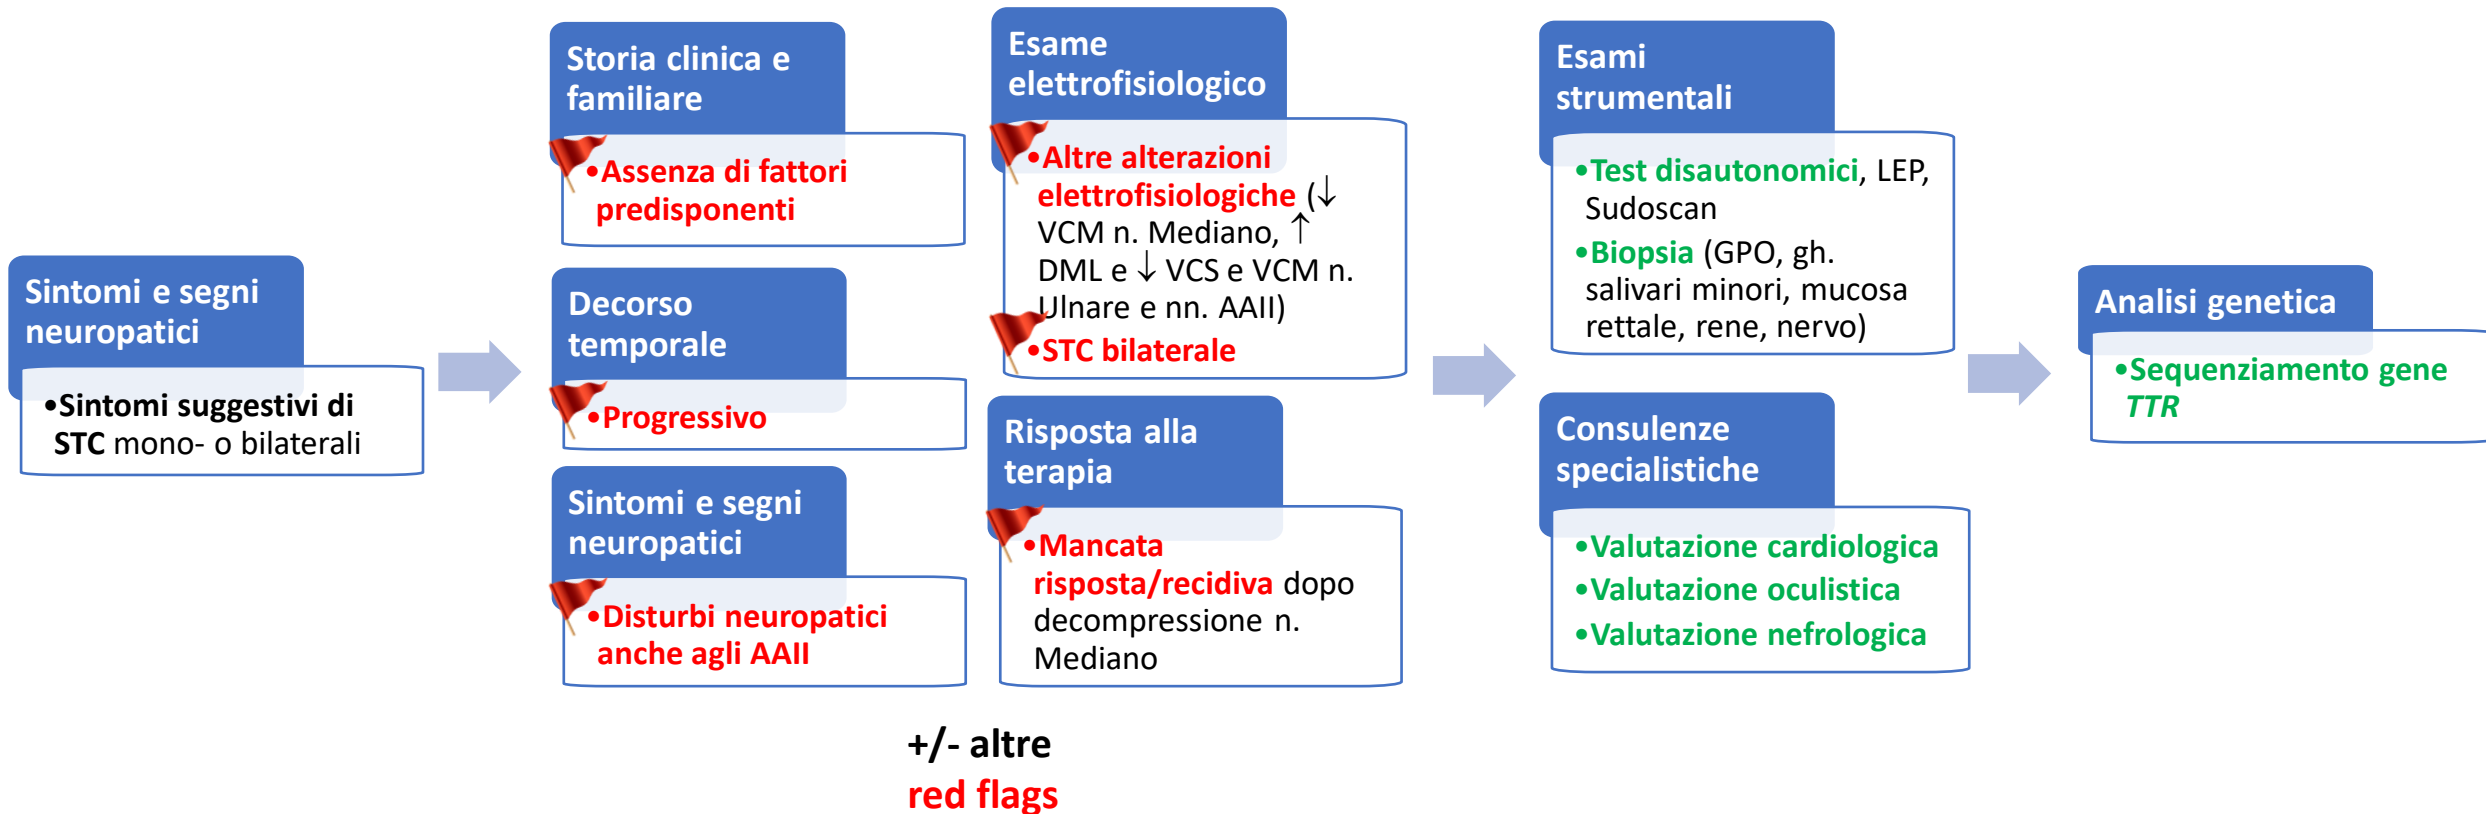 Sintomi e segni
neuropatici
•Sintomi suggestivi di
STC mono- o bilaterali
Storia clinica e
familiare
•Assenza di fattori
predisponenti
Decorso
temporale
•Progressivo
Sintomi e segni
neuropatici
•Disturbi neuropatici
anche agli AAII
Esame
elettrofisiologico
•Altre alterazioni
elettrofisiologiche (↓
VCM n. Mediano, ↑
DML e ↓ VCS e VCM n.
Ulnare e nn. AAII)
•STC bilaterale
Risposta alla
terapia
•Mancata
risposta/recidiva dopo
decompressione n.
Mediano
+/- altre
red flags
Esami
strumentali
•Test disautonomici, LEP,
Sudoscan
•Biopsia (GPO, gh.
salivari minori, mucosa
rettale, rene, nervo)
Consulenze
specialistiche
•Valutazione cardiologica
•Valutazione oculistica
•Valutazione nefrologica
Analisi genetica
•Sequenziamento gene
TTR